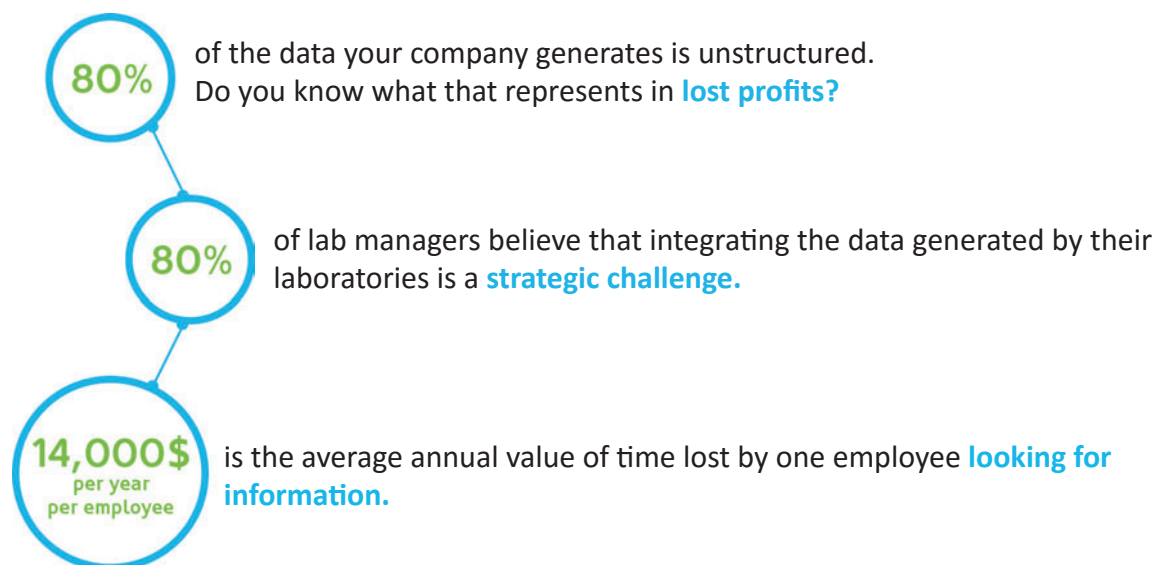 80%
of the data your company generates is unstructured.
Do you know what that represents in lost profits?
80%
of lab managers believe that integrating the data generated by their
laboratories is a strategic challenge.
14,000$
per year
per employee
is the average annual value of time lost by one employee looking for
information.